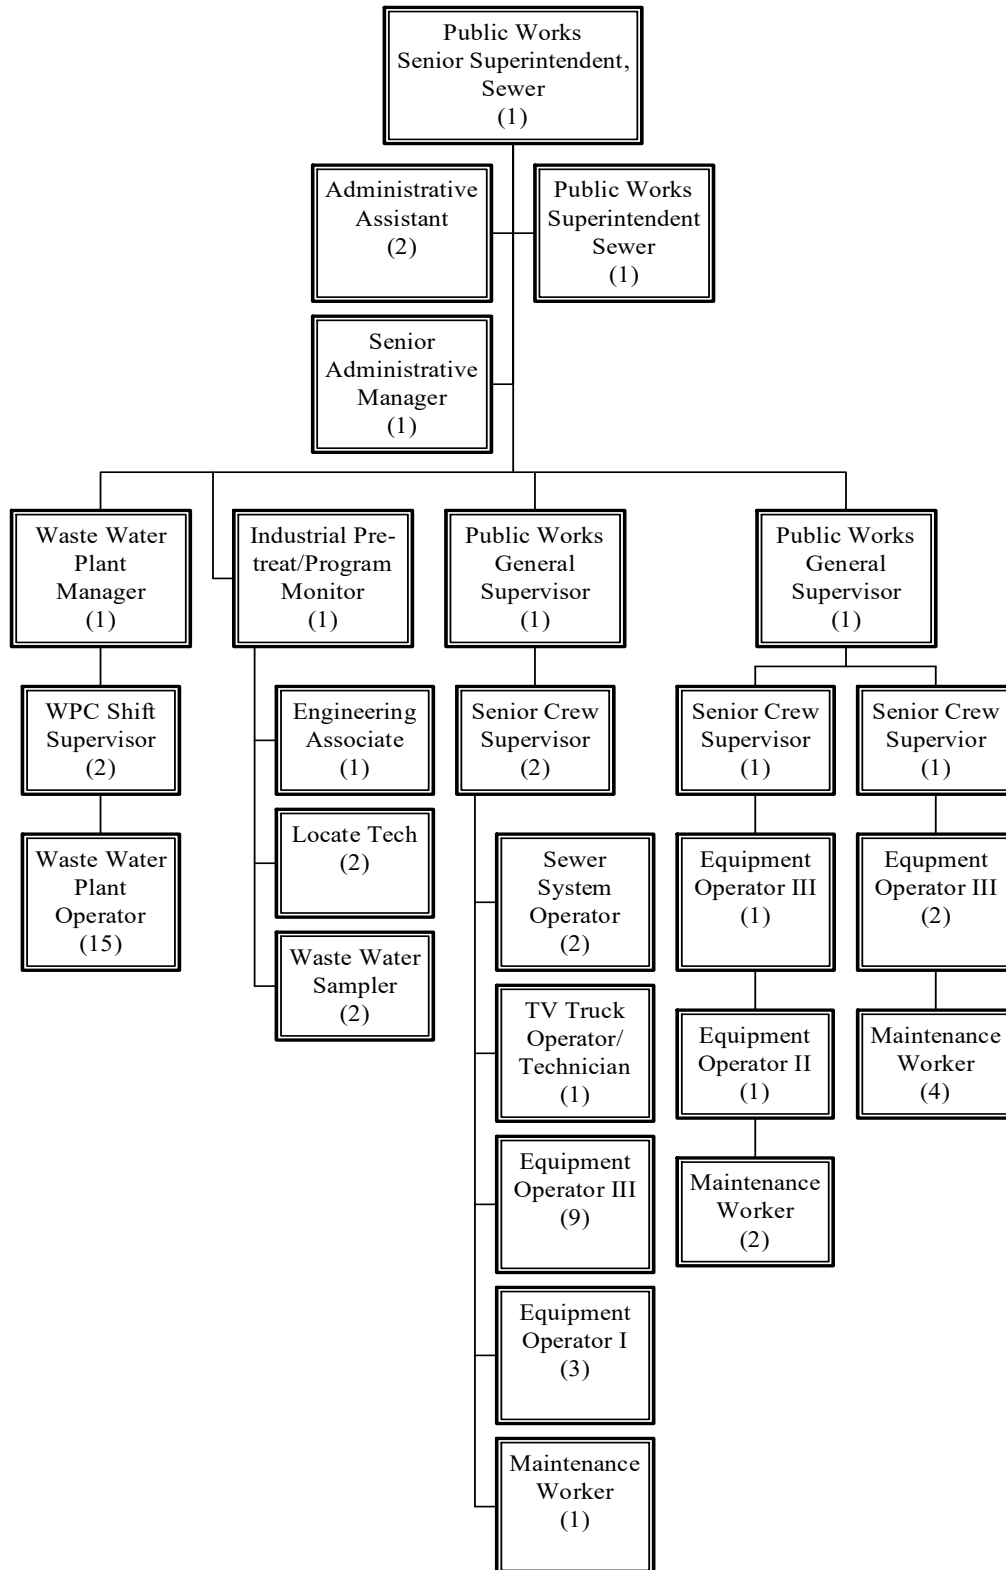 Public Works
Senior Superintendent,
Sewer
(1)
Administrative
Assistant
(2)
Public Works
Superintendent
Sewer
(1)
Senior
Administrative
Manager
(1)
Waste Water
Plant
Manager
(1)
Industrial Pre-
treat/Program
Monitor
(1)
Public Works
General
Supervisor
(1)
Public Works
General
Supervisor
(1)
WPC Shift
Supervisor
(2)
Engineering
Associate
(1)
Senior Crew
Supervisor
(2)
Senior Crew
Supervisor
(1)
Senior Crew
Supervior
(1)
Waste Water
Plant
Operator
(15)
Locate Tech
(2)
Waste Water
Sampler
(2)
Sewer
System
Operator
(2)
Equipment
Operator III
(1)
Equpment
Operator III
(2)
TV Truck
Operator/
Technician
(1)
Equipment
Operator II
(1)
Maintenance
Worker
(4)
Equipment
Operator III
(9)
Maintenance
Worker
(2)
Equipment
Operator I
(3)
Maintenance
Worker
(1)